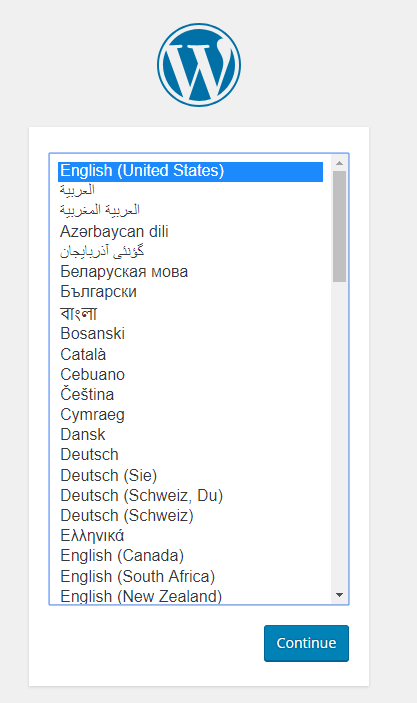 English (United States)
العربية
العربية المغربية
Azərbaycan dili
گؤنئی آذربایجان
Беларуская мова
Български
বাংলা
Bosanski
Català
Cebuano
Čeština
Cymraeg
Dansk
Deutsch
Deutsch (Sie)
Deutsch (Schweiz, Du)
Deutsch (Schweiz)
Ελληνικά
English (Canada)
English (South Africa)
English (New Zealand)
Continue